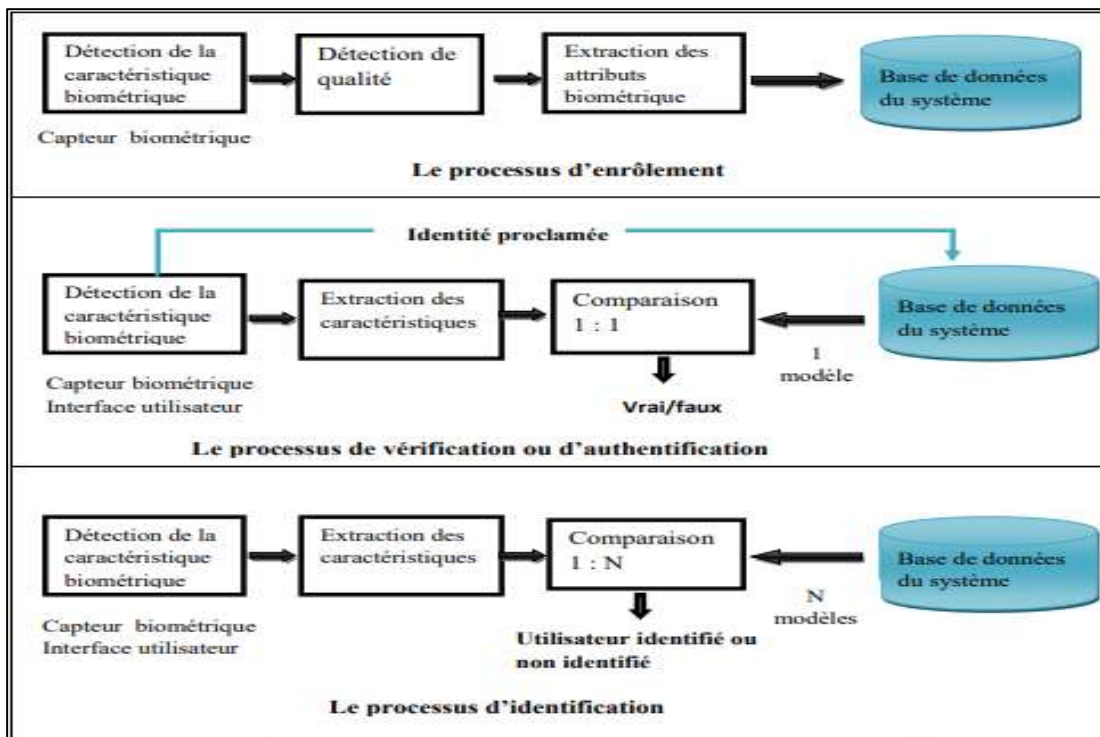 Détection de la
caractéristique
biométrique
Détection de
qualité
Extraction des
attributs
biométrique
Base de données
du système
Capteur biométrique
Le processus d'enrôlement
Identité proclamée
Détection de la
caractéristique
biométrique
Extraction des
caractéristiques
Comparaison
1 : 1
Base de données
du système
1
modèle
Capteur biométrique
Interface utilisateur
Vrai/faux
Le processus de vérification ou d'authentification
Détection de la
caractéristique
biométrique
Extraction des
caractéristiques
Comparaison
1 : N
Base de données
du système
N
modèles
Capteur biométrique
Interface utilisateur
Utilisateur identifié ou
non identifié
Le processus d'identification